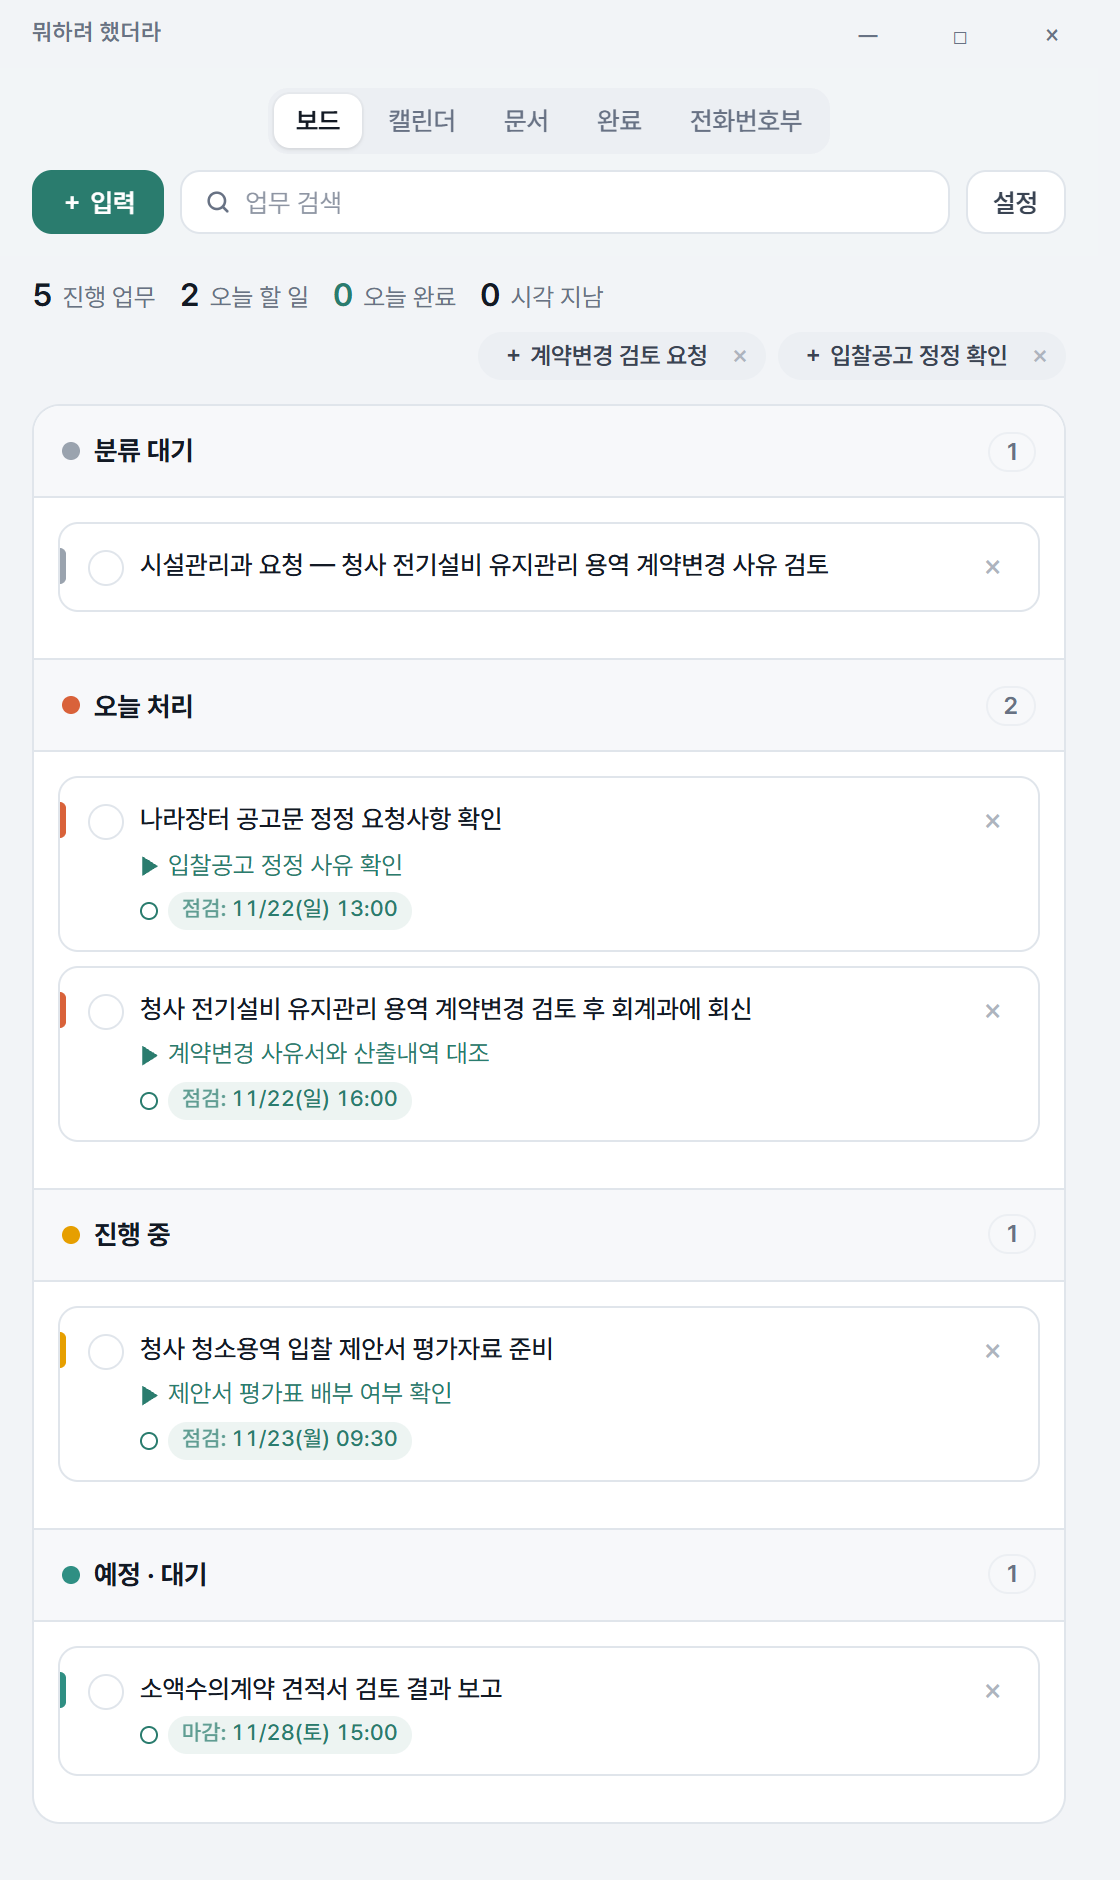 뭐하려 했더라
보드 캘린더 문서 완료 전화번호부
+ 입력 업무 검색 설정
5 진행 업무 2 오늘 할 일 0 오늘 완료 0 시각 지남
+ 계약변경 검토 요청 × + 입찰공고 정정 확인 ×
분류 대기 1
시설관리과 요청 — 청사 전기설비 유지관리 용역 계약변경 사유 검토 ×
오늘 처리 2
나라장터 공고문 정정 요청사항 확인 ×
▶ 입찰공고 정정 사유 확인
점검: 11/22(일) 13:00
청사 전기설비 유지관리 용역 계약변경 검토 후 회계과에 회신 ×
▶ 계약변경 사유서와 산출내역 대조
점검: 11/22(일) 16:00
진행 중 1
청사 청소용역 입찰 제안서 평가자료 준비 ×
▶ 제안서 평가표 배부 여부 확인
점검: 11/23(월) 09:30
예정 · 대기 1
소액수의계약 견적서 검토 결과 보고 ×
마감: 11/28(토) 15:00